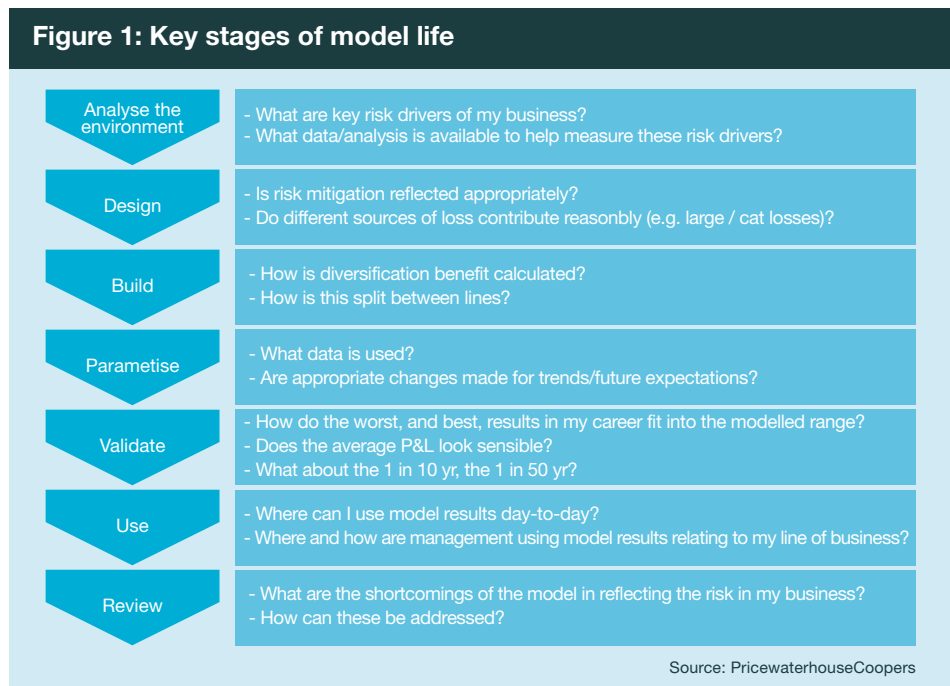 Figure 1: Key stages of model life
Analyse the
environment
- What are key risk drivers of my business?
- What data/analysis is available to help measure these risk drivers?
Design
- Is risk mitigation reflected appropriately?
- Do different sources of loss contribute reasonbly (e.g. large / cat losses)?
Build
- How is diversification benefit calculated?
- How is this split between lines?
Parametise
- What data is used?
- Are appropriate changes made for trends/future expectations?
Validate
- How do the worst, and best, results in my career fit into the modelled range?
- Does the average P&L look sensible?
- What about the 1 in 10 yr, the 1 in 50 yr?
Use
- Where can I use model results day-to-day?
- Where and how are management using model results relating to my line of business?
Review
- What are the shortcomings of the model in reflecting the risk in my business?
- How can these be addressed?
Source: PricewaterhouseCoopers